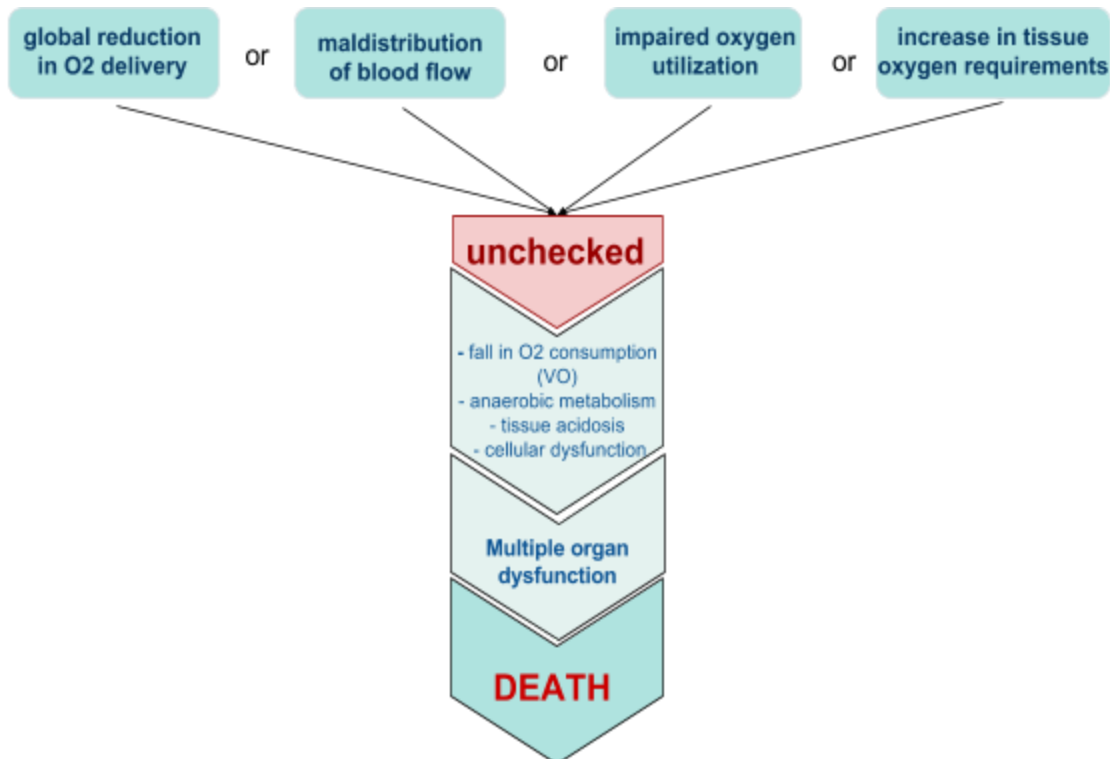 global reduction
in O2 delivery
or
maldistribution
of blood flow
or
impaired oxygen
utilization
or
increase in tissue
oxygen requirements
unchecked
- fall in O2 consumption
(VO)
- anaerobic metabolism
- tissue acidosis
- cellular dysfunction
Multiple organ
dysfunction
DEATH